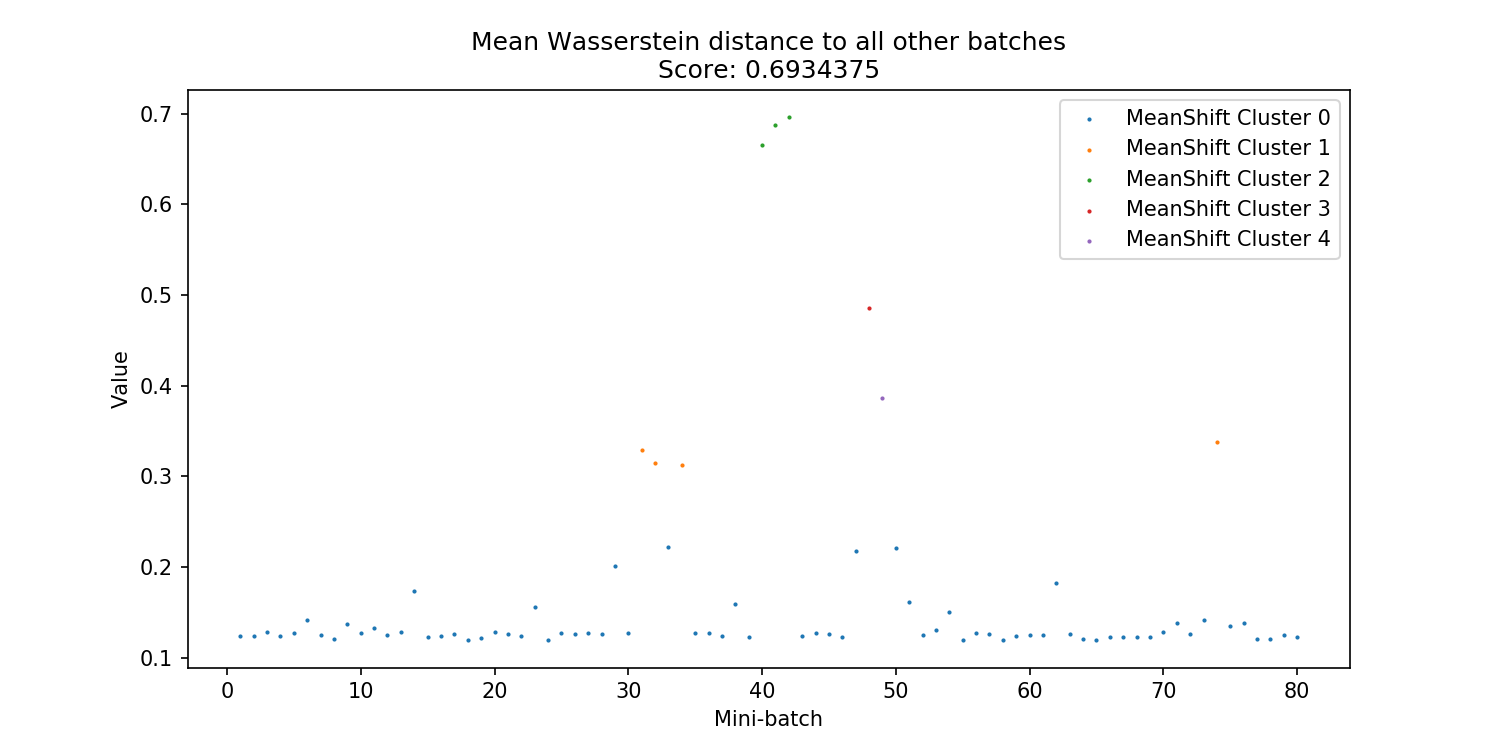 Mean Wasserstein distance to all other batches
Score: 0.6934375
MeanShift Cluster 0
MeanShift Cluster 1
MeanShift Cluster 2
MeanShift Cluster 3
MeanShift Cluster 4
Value
0.7
0.6
0.5
0.4
0.3
0.2
0.1
0 10 20 30 40 50 60 70 80
Mini-batch